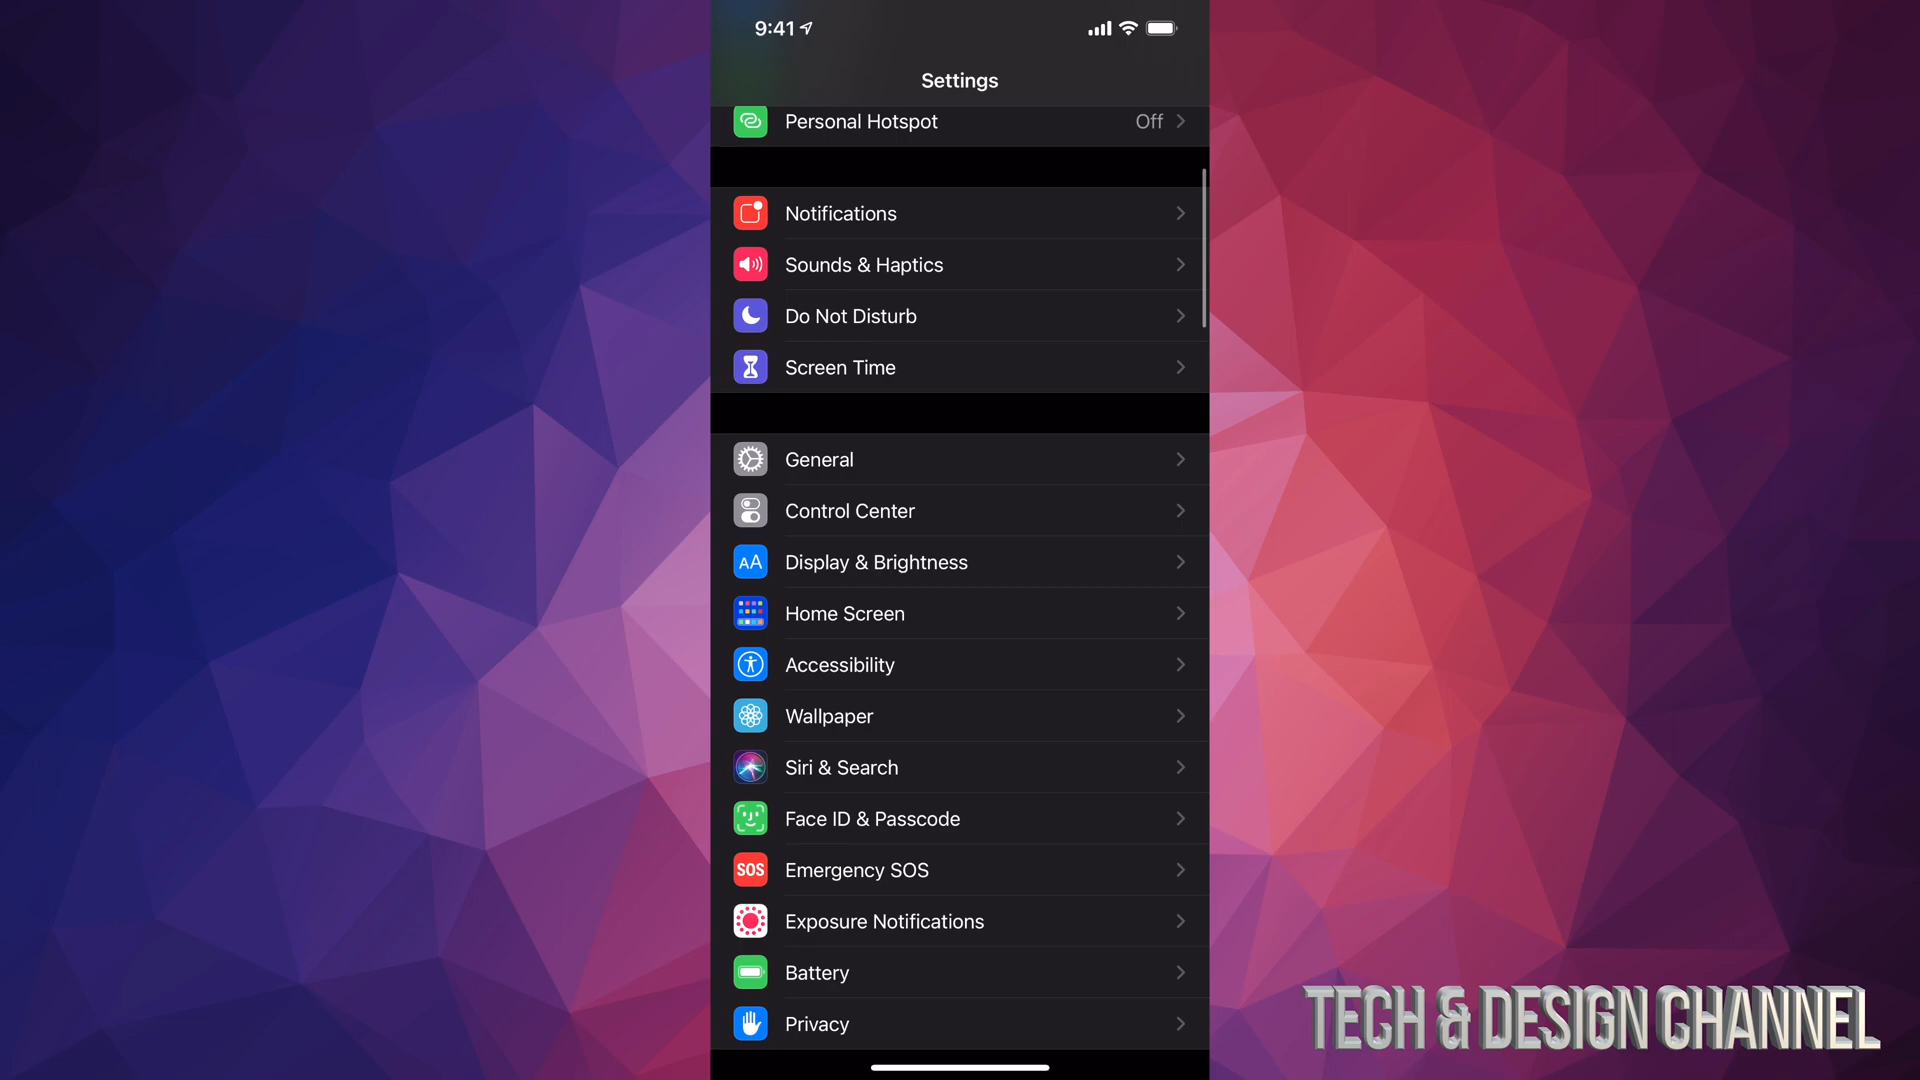 9:41
Settings
Personal Hotspot Off
Notifications
Sounds & Haptics
Do Not Disturb
Screen Time
General
Control Center
AA Display & Brightness
Home Screen
Accessibility
Wallpaper
Siri & Search
Face ID & Passcode
SOS Emergency SOS
Exposure Notifications
Battery
Privacy
TECH & DESIGN CHANNEL